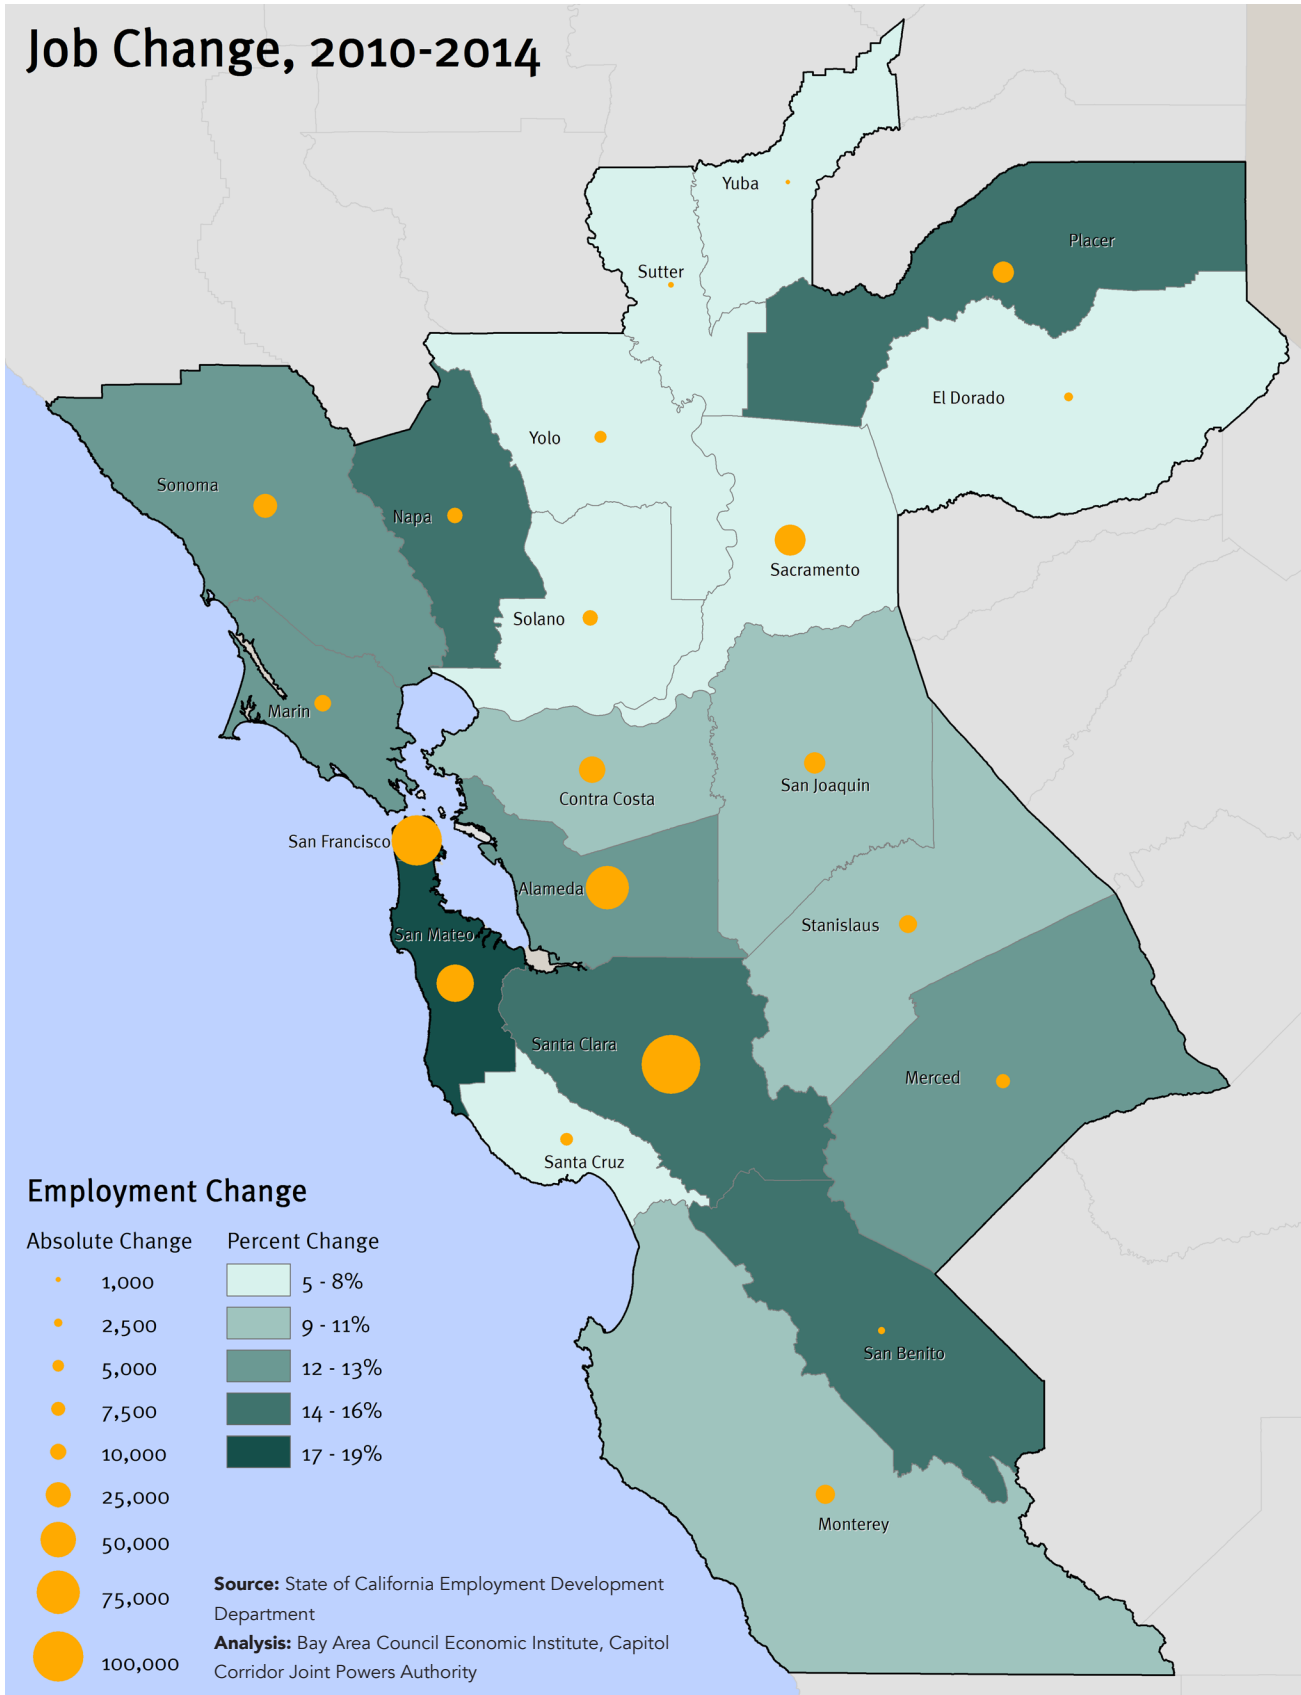 Job Change, 2010-2014
Yuba
Placer
Sutter
El Dorado
Yolo
Sonoma
Napa
Sacramento
Solano
Marin
San Joaquin
Contra Costa
San Francisco
Alameda
Stanislaus
San Mateo
Santa Clara
Merced
Santa Cruz
San Benito
Monterey
Employment Change
Absolute Change
1,000
2,500
5,000
7,500
10,000
25,000
50,000
75,000
100,000
Percent Change
5 - 8%
9 - 11%
12 - 13%
14 - 16%
17 - 19%
Source: State of California Employment Development
Department
Analysis: Bay Area Council Economic Institute, Capitol
Corridor Joint Powers Authority